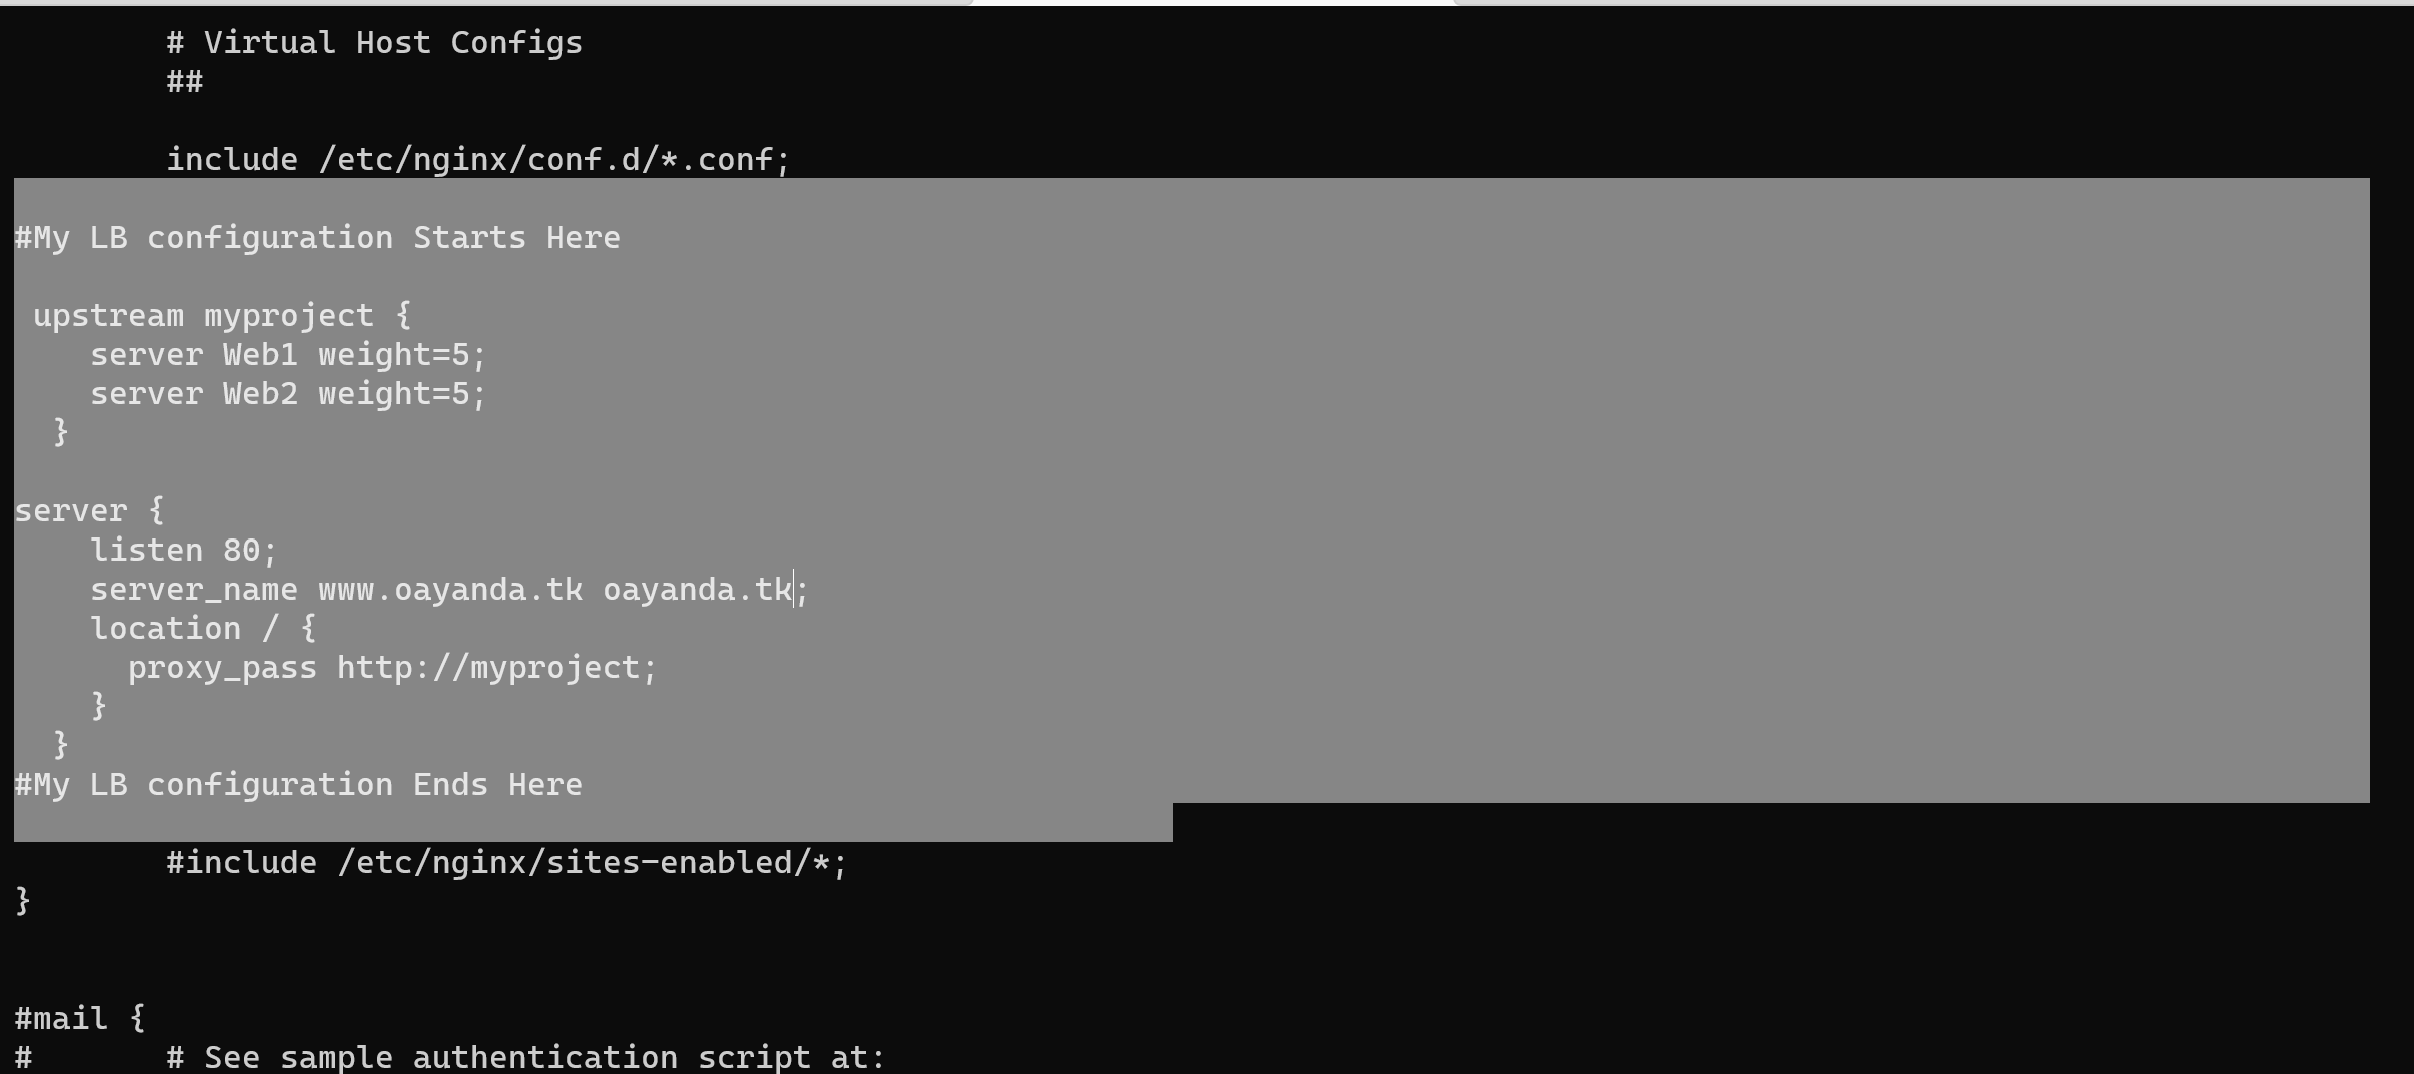 # Virtual Host Configs
##
include /etc/nginx/conf.d/*.conf;
#My LB configuration Starts Here
upstream myproject {
server Web1 weight=5;
server Web2 weight=5;
}
server {
listen 80;
server_name www.oayanda.tk oayanda.tk;
location / {
proxy_pass http://myproject;
}
}
#My LB configuration Ends Here
#include /etc/nginx/sites-enabled/*;
}
#mail {
# # See sample authentication script at: